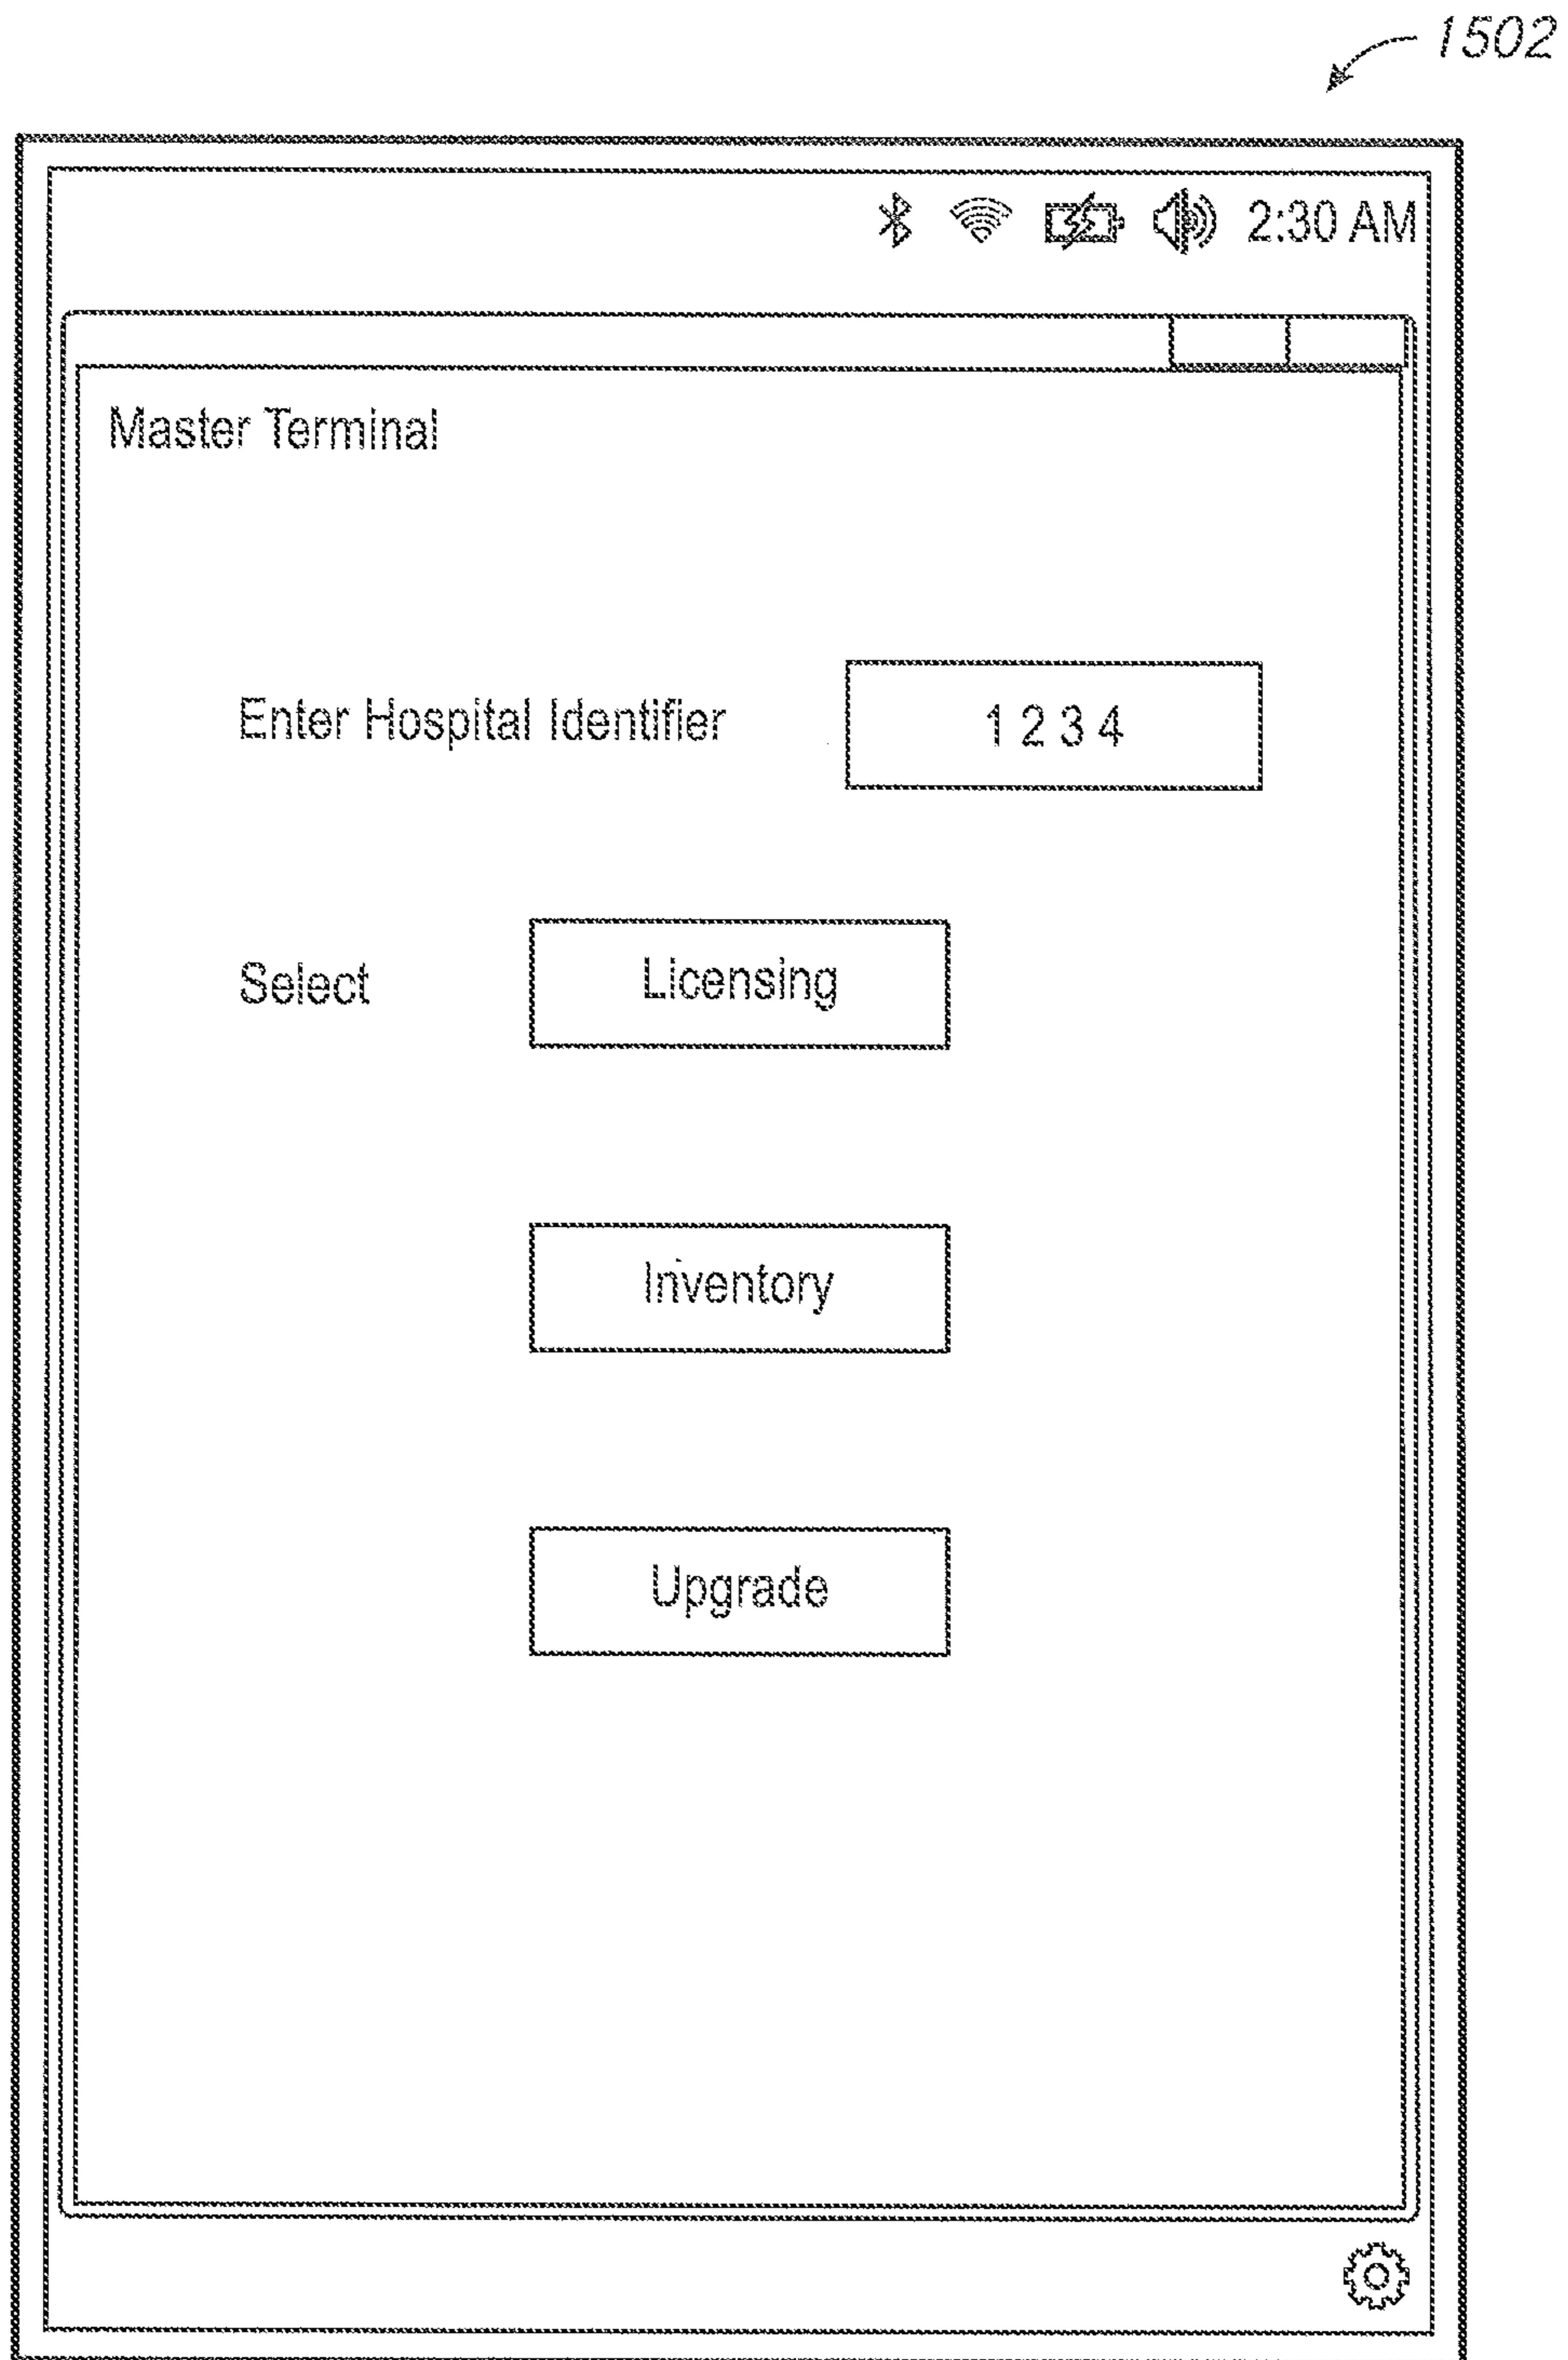 1502
2:30 AM
Master Terminal
Enter Hospital Identifier 1 2 3 4
Select Licensing
Inventory
Upgrade